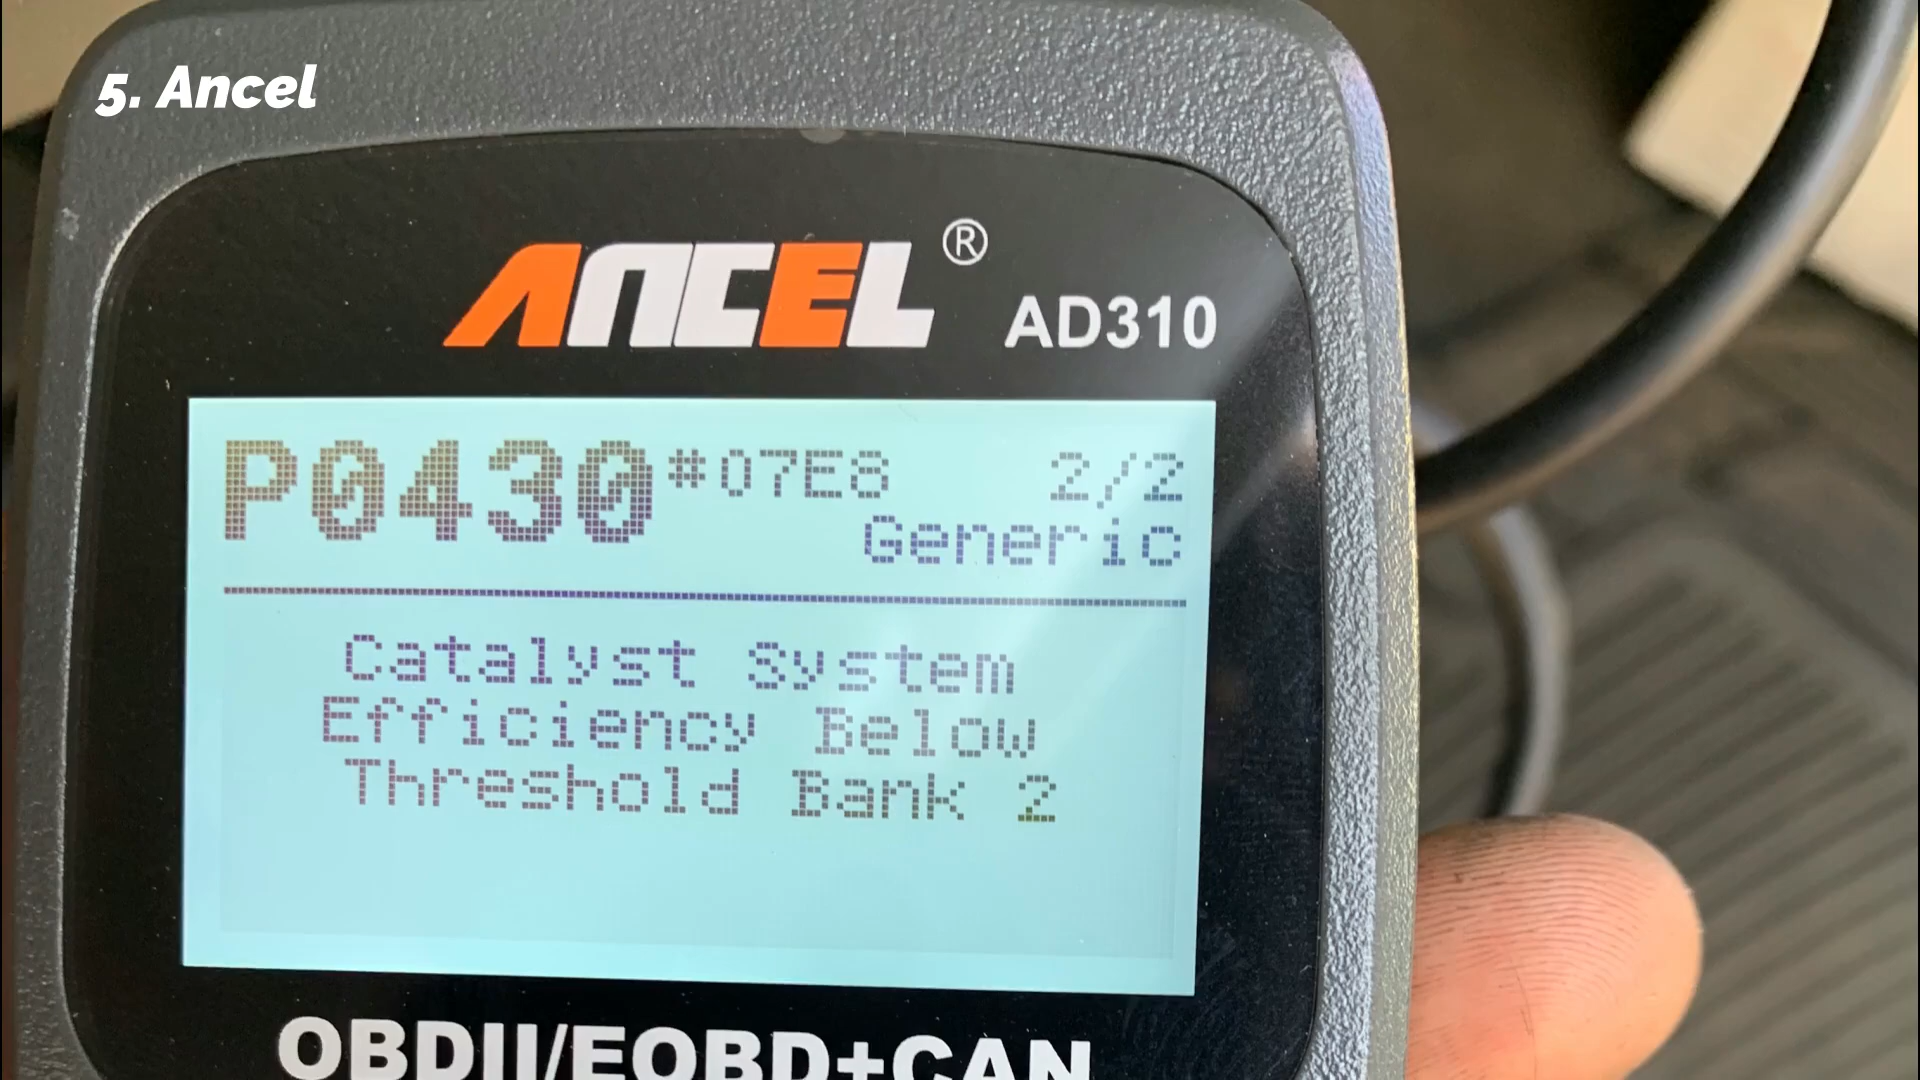 5. Ancel
ANCEL®
AD310
P0430 *07E8 2/2
Generic
Catalyst System
Efficiency Below
Threshold Bank 2
OBDII/EOBD+CAN